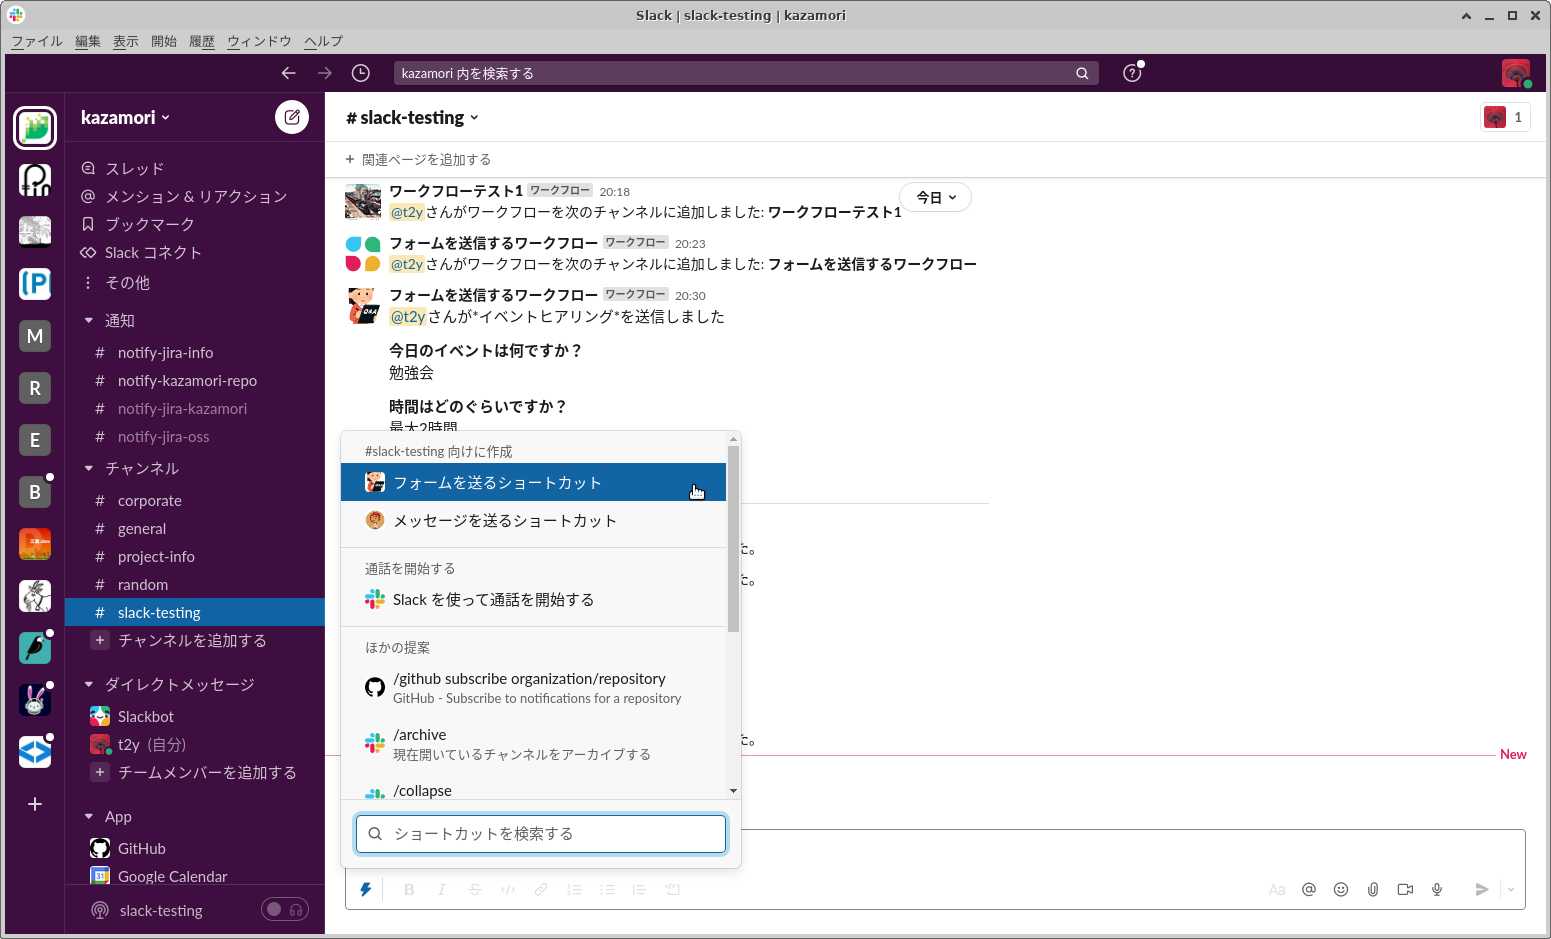 Slack | slack-testing | kazamori
ファイル 編集 表示 開始 履歴 ウィンドウ ヘルプ
kazamori 内を検索する
kazamori
スレッド
メンション & リアクション
ブックマーク
Slack コネクト
その他
通知
# notify-jira-info
# notify-kazamori-repo
# notify-jira-kazamori
# notify-jira-oss
チャンネル
# corporate
# general
# project-info
# random
# slack-testing
+ チャンネルを追加する
ダイレクトメッセージ
Slackbot
t2y (自分)
+ チームメンバーを追加する
App
GitHub
31 Google Calendar
slack-testing
M
R
E
B
+
# slack-testing
1
+ 関連ページを追加する
今日
ワークフローテスト1 ワークフロー 20:18
@t2yさんがワークフローを次のチャンネルに追加しました: ワークフローテスト1
フォームを送信するワークフロー ワークフロー 20:23
@t2yさんがワークフローを次のチャンネルに追加しました: フォームを送信するワークフロー
フォームを送信するワークフロー ワークフロー 20:30
@t2yさんが*イベントヒアリング*を送信しました
今日のイベントは何ですか？
勉強会
時間はどのぐらいですか？
最大2時間
#slack-testing 向けに作成
フォームを送るショートカット
メッセージを送るショートカット
通話を開始する
Slack を使って通話を開始する
ほかの提案
/github subscribe organization/repository
GitHub - Subscribe to notifications for a repository
/archive
現在開いているチャンネルをアーカイブする
/collapse
ショートカットを検索する
た。
た。
た。
New
B I S </> Aa @